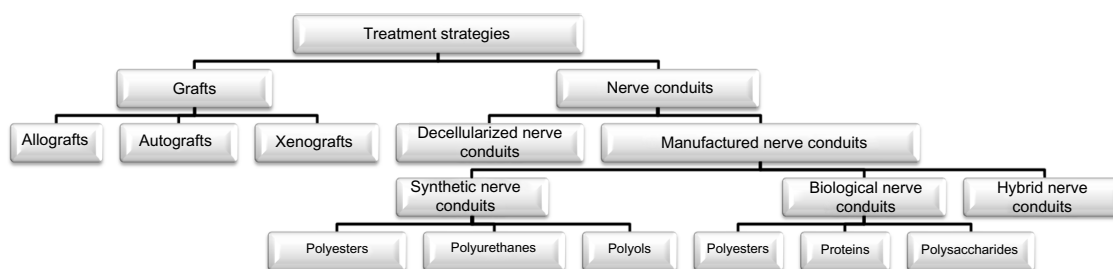 Treatment strategies
Grafts
Nerve conduits
Allografts
Autografts
Xenografts
Decellularized nerve
conduits
Manufactured nerve conduits
Synthetic nerve
conduits
Biological nerve
conduits
Hybrid nerve
conduits
Polyesters
Polyurethanes
Polyols
Polyesters
Proteins
Polysaccharides